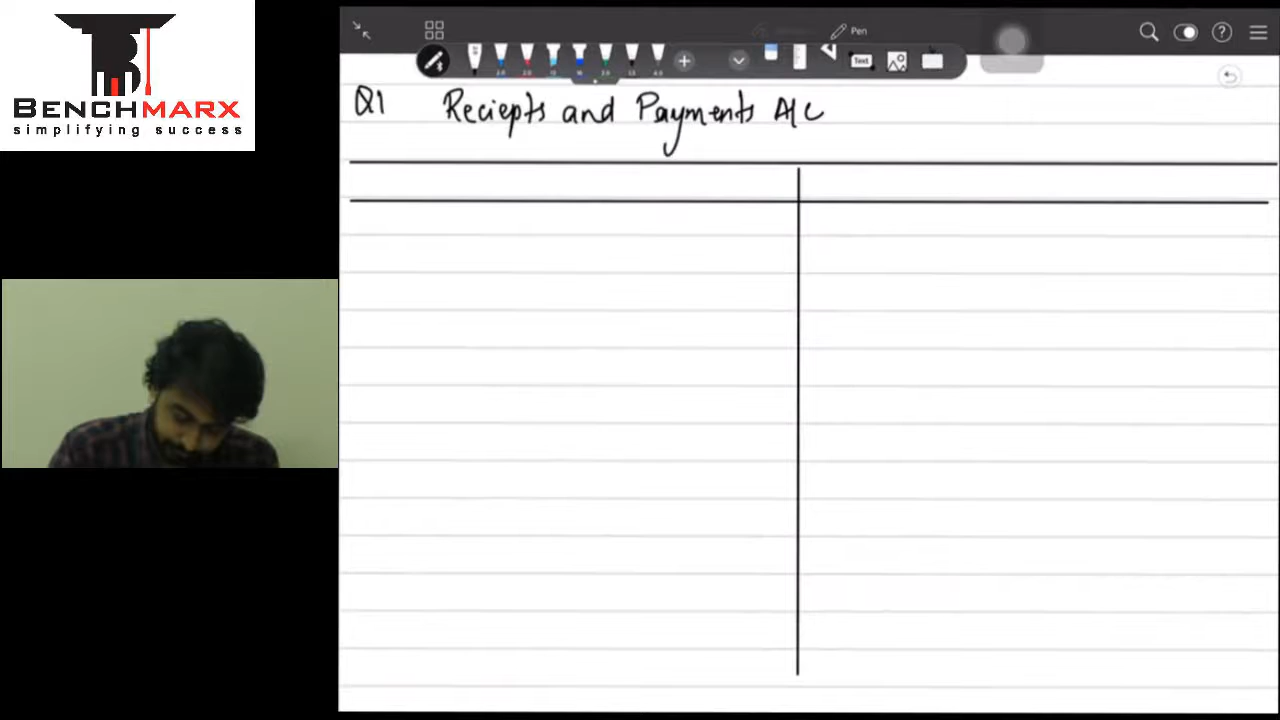 BENCHMARX
simplifying success
Pen
Text
Q1 Reciepts and Payments A/C